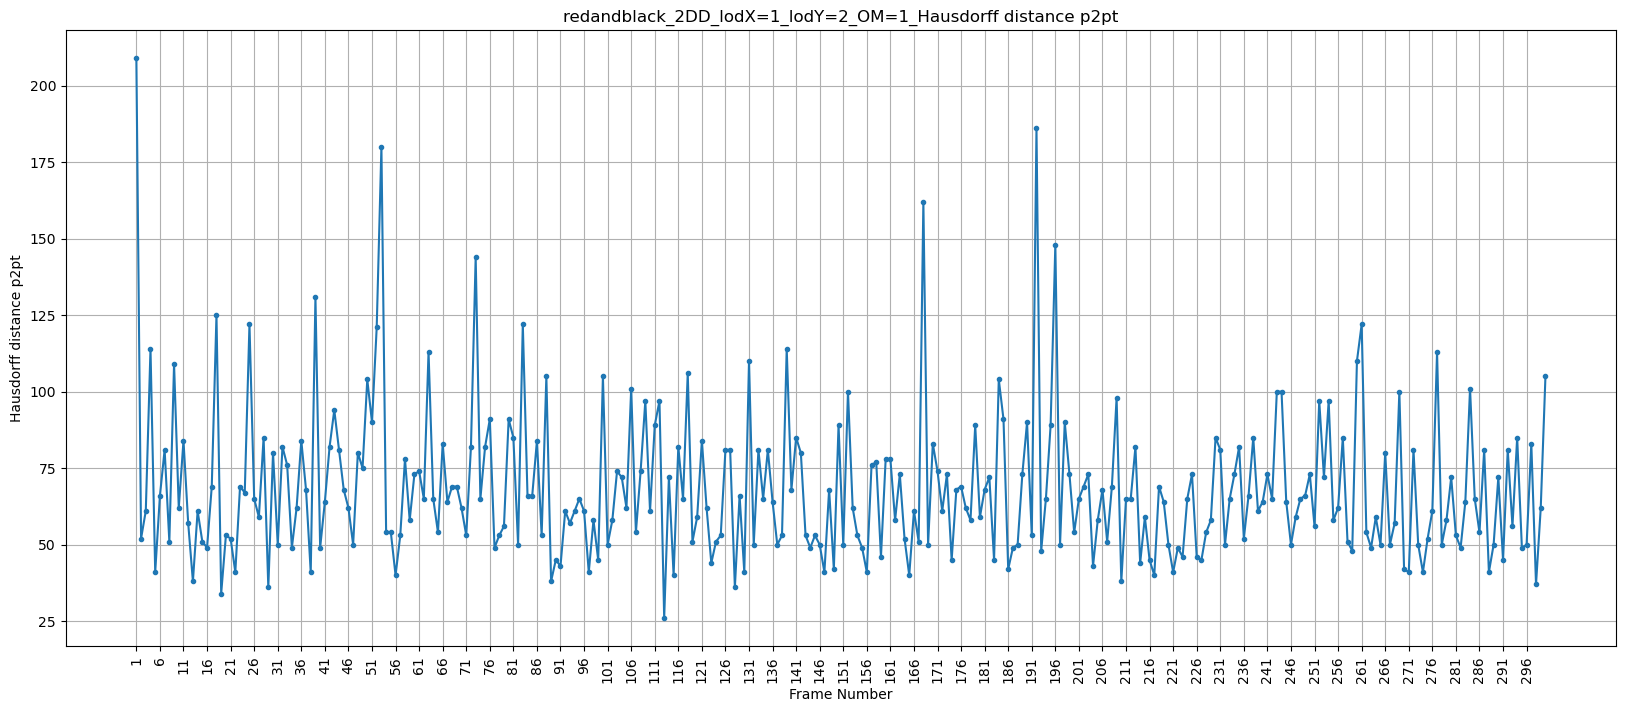 redandblack_2DD_lodX=1_lodY=2_OM=1_Hausdorff distance p2pt
Hausdorff distance p2pt
200
175
150
125
100
75
50
25
1 6 11 16 21 26 31 36 41 46 51 56 61 66 71 76 81 86 91 96 101 106 111 116 121 126 131 136 141 146 151 156 161 166 171 176 181 186 191 196 201 206 211 216 221 226 231 236 241 246 251 256 261 266 271 276 281 286 291 296
Frame Number